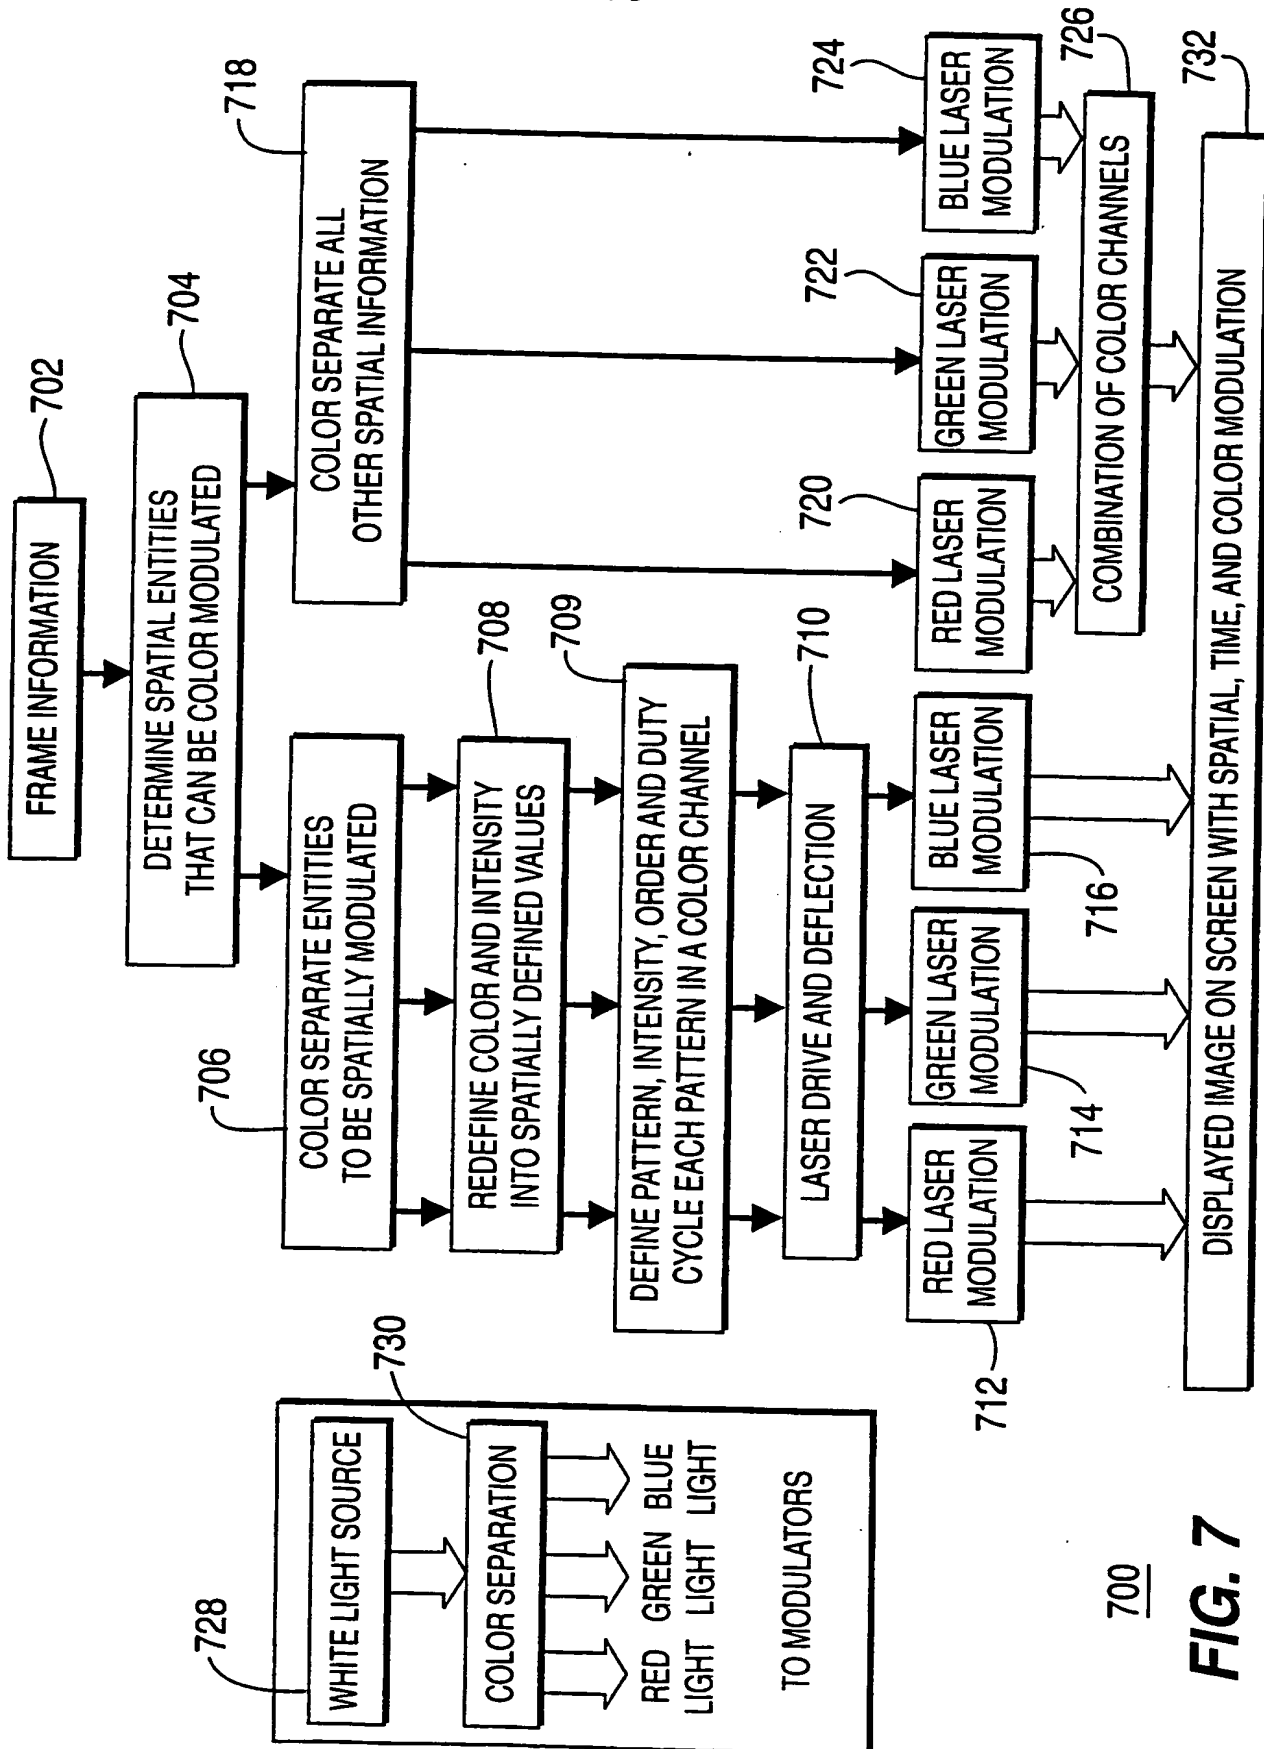 702
FRAME INFORMATION
704
DETERMINE SPATIAL ENTITIES
THAT CAN BE COLOR MODULATED
706
COLOR SEPARATE ENTITIES
TO BE SPATIALLY MODULATED
718
COLOR SEPARATE ALL
OTHER SPATIAL INFORMATION
708
REDEFINE COLOR AND INTENSITY
INTO SPATIALLY DEFINED VALUES
709
DEFINE PATTERN, INTENSITY, ORDER AND DUTY
CYCLE EACH PATTERN IN A COLOR CHANNEL
710
LASER DRIVE AND DEFLECTION
712
RED LASER
MODULATION
714
GREEN LASER
MODULATION
716
BLUE LASER
MODULATION
720
RED LASER
MODULATION
722
GREEN LASER
MODULATION
724
BLUE LASER
MODULATION
726
COMBINATION OF COLOR CHANNELS
732
DISPLAYED IMAGE ON SCREEN WITH SPATIAL, TIME, AND COLOR MODULATION
728
WHITE LIGHT SOURCE
730
COLOR SEPARATION
RED GREEN BLUE
LIGHT LIGHT LIGHT
TO MODULATORS
700
FIG. 7